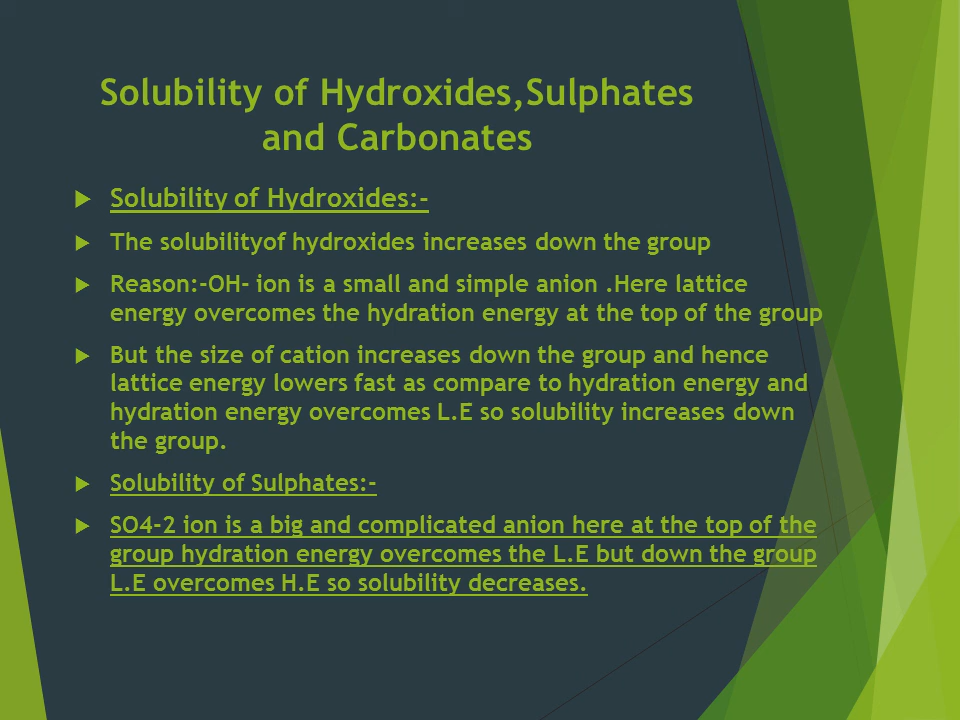 Solubility of Hydroxides,Sulphates
and Carbonates
Solubility of Hydroxides:-
The solubilityof hydroxides increases down the group
Reason:-OH- ion is a small and simple anion .Here lattice
energy overcomes the hydration energy at the top of the group
But the size of cation increases down the group and hence
lattice energy lowers fast as compare to hydration energy and
hydration energy overcomes L.E so solubility increases down
the group.
Solubility of Sulphates:-
SO4-2 ion is a big and complicated anion here at the top of the
group hydration energy overcomes the L.E but down the group
L.E overcomes H.E so solubility decreases.